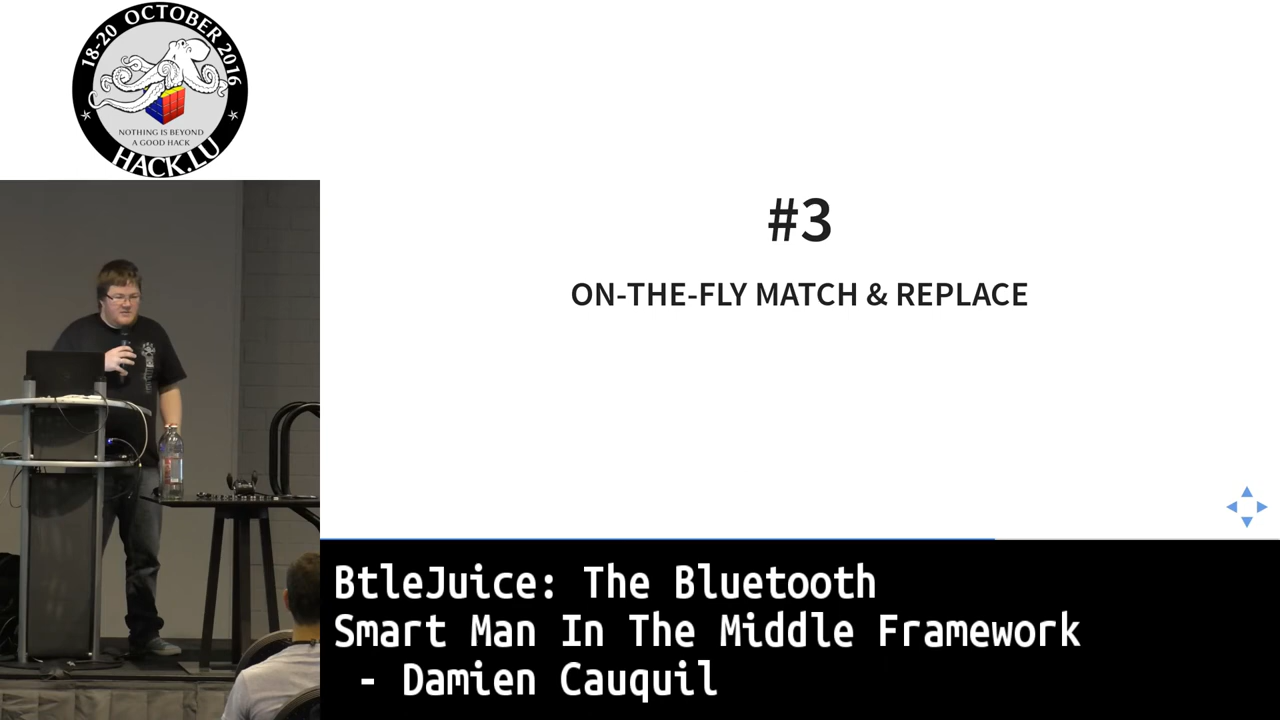 18-20 OCTOBER 2016
NOTHING IS BEYOND
A GOOD HACK
HACK.LU
#3
ON-THE-FLY MATCH & REPLACE
BtleJuice: The Bluetooth
Smart Man In The Middle Framework
- Damien Cauquil